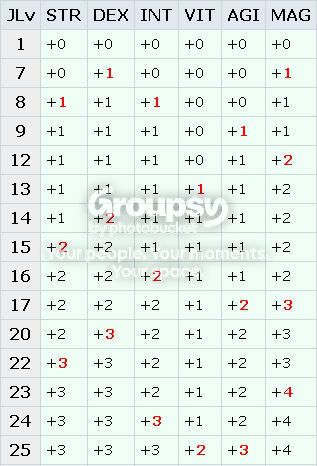 JLv STR DEX INT VIT AGI MAG
1 +0 +0 +0 +0 +0 +0
7 +0 +1 +0 +0 +0 +1
8 +1 +1 +1 +0 +0 +1
9 +1 +1 +1 +0 +1 +1
12 +1 +1 +1 +0 +1 +2
13 +1 +1 +1 +1 +1 +2
14 +1 +2 +1 +1 +1 +2
15 +2 +2 +1 +1 +1 +2
16 +2 +2 +2 +1 +1 +2
17 +2 +2 +2 +1 +2 +3
20 +2 +3 +2 +1 +2 +3
22 +3 +3 +2 +1 +2 +3
23 +3 +3 +2 +1 +2 +4
24 +3 +3 +3 +1 +2 +4
25 +3 +3 +3 +2 +3 +4
Groupsy
by photobucket
Your people. Your moments.
Your space.